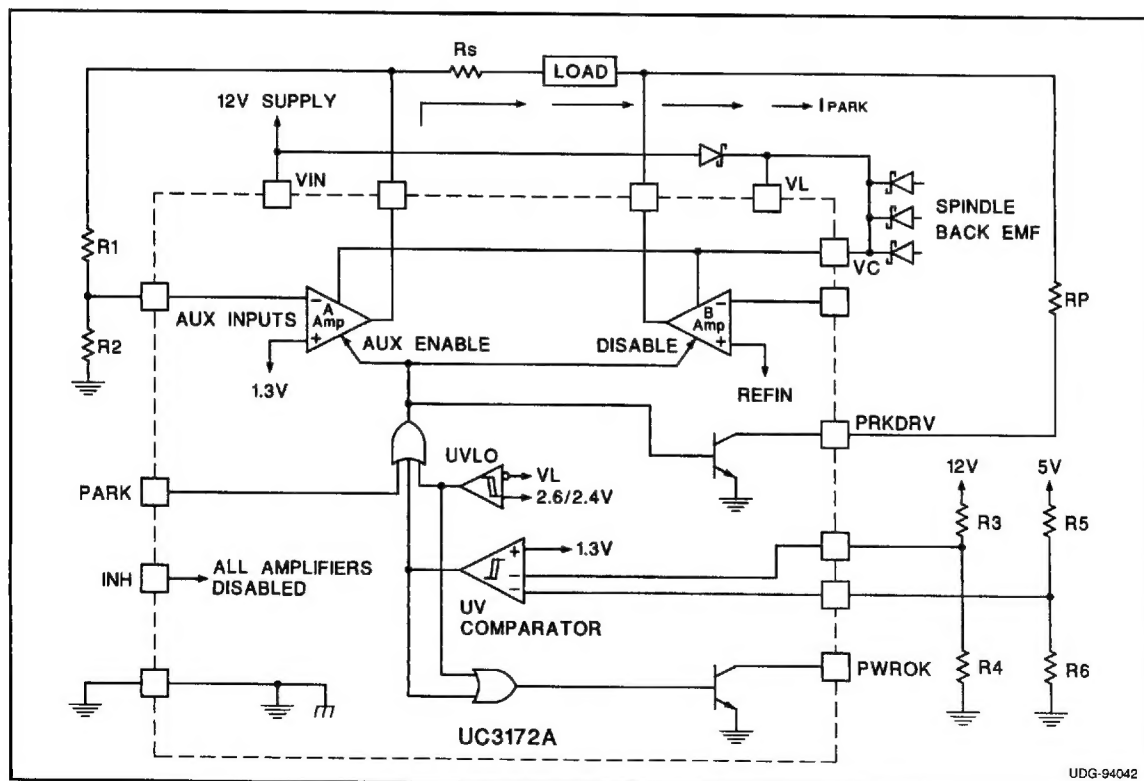 Rs
LOAD
12V SUPPLY
IPARK
VIN
VL
SPINDLE
BACK EMF
R1
VC
RP
AUX INPUTS
A
Amp
B
Amp
AUX ENABLE
DISABLE
R2
1.3V
REFIN
PRKDRV
UVLO
VL
2.6/2.4V
12V
5V
PARK
R3
R5
1.3V
INH
ALL AMPLIFIERS
DISABLED
UV
COMPARATOR
PWROK
R4
R6
UC3172A
UDG-94042